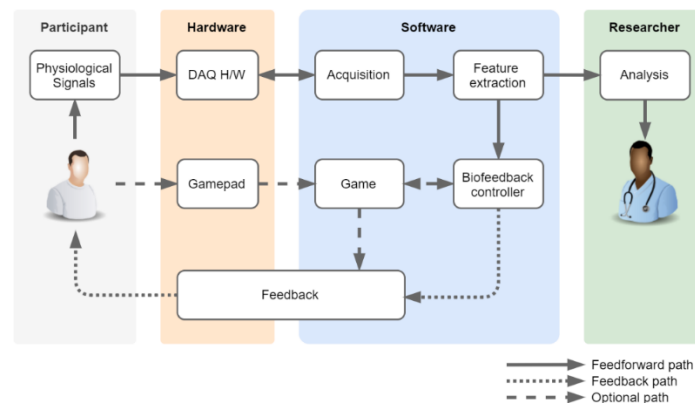 Participant
Hardware
Software
Researcher
Physiological
Signals
DAQ H/W
Acquisition
Feature
extraction
Analysis
Gamepad
Game
Biofeedback
controller
Feedback
Feedforward path
Feedback path
Optional path